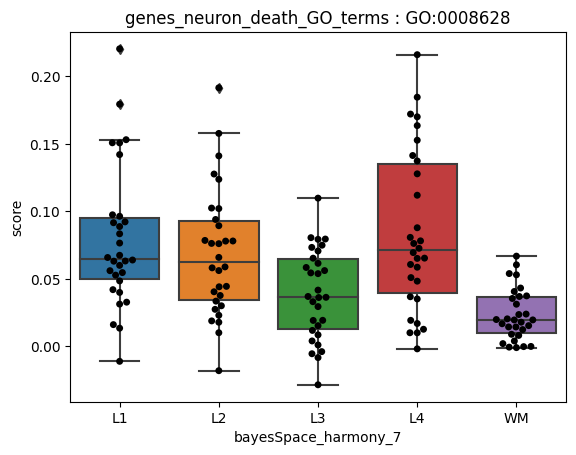 genes_neuron_death_GO_terms : GO:0008628
score
0.20
0.15
0.10
0.05
0.00
L1 L2 L3 L4 WM
bayesSpace_harmony_7